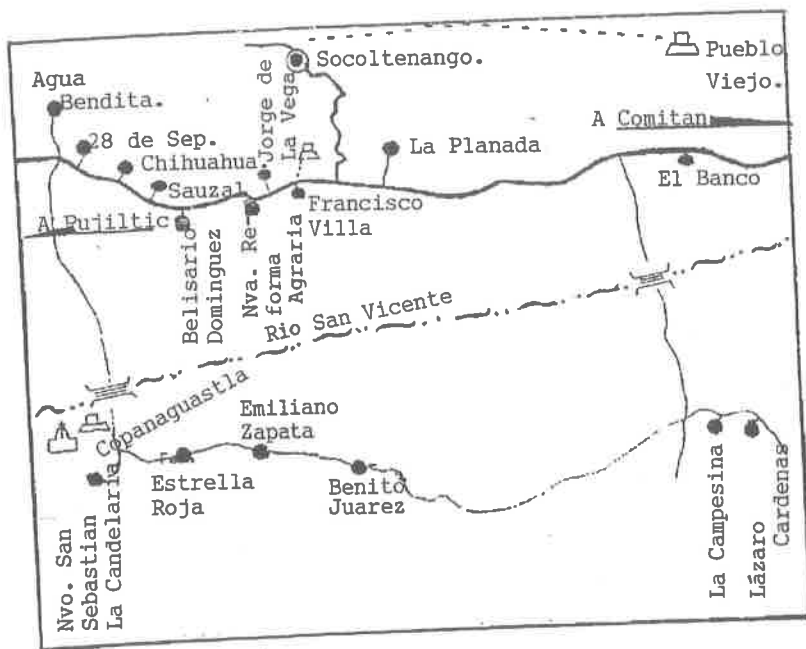 Socoltenango.
Pueblo
Viejo.
Agua
Bendita.
Jorge de
La Vega
A Comitan
28 de Sep.
Chihuahua
La Planada
Sauzal
El Banco
A Pujiltic
Francisco
Villa
Belisario
Dominguez
Nva. Re-
forma
Agraria
Rio San Vicente
Copanaguastla
Emiliano
Zapata
Estrella
Roja
Benito
Juarez
Nvo. San
Sebastian
La Candelaria
La Campesina
Lázaro
Cardenas